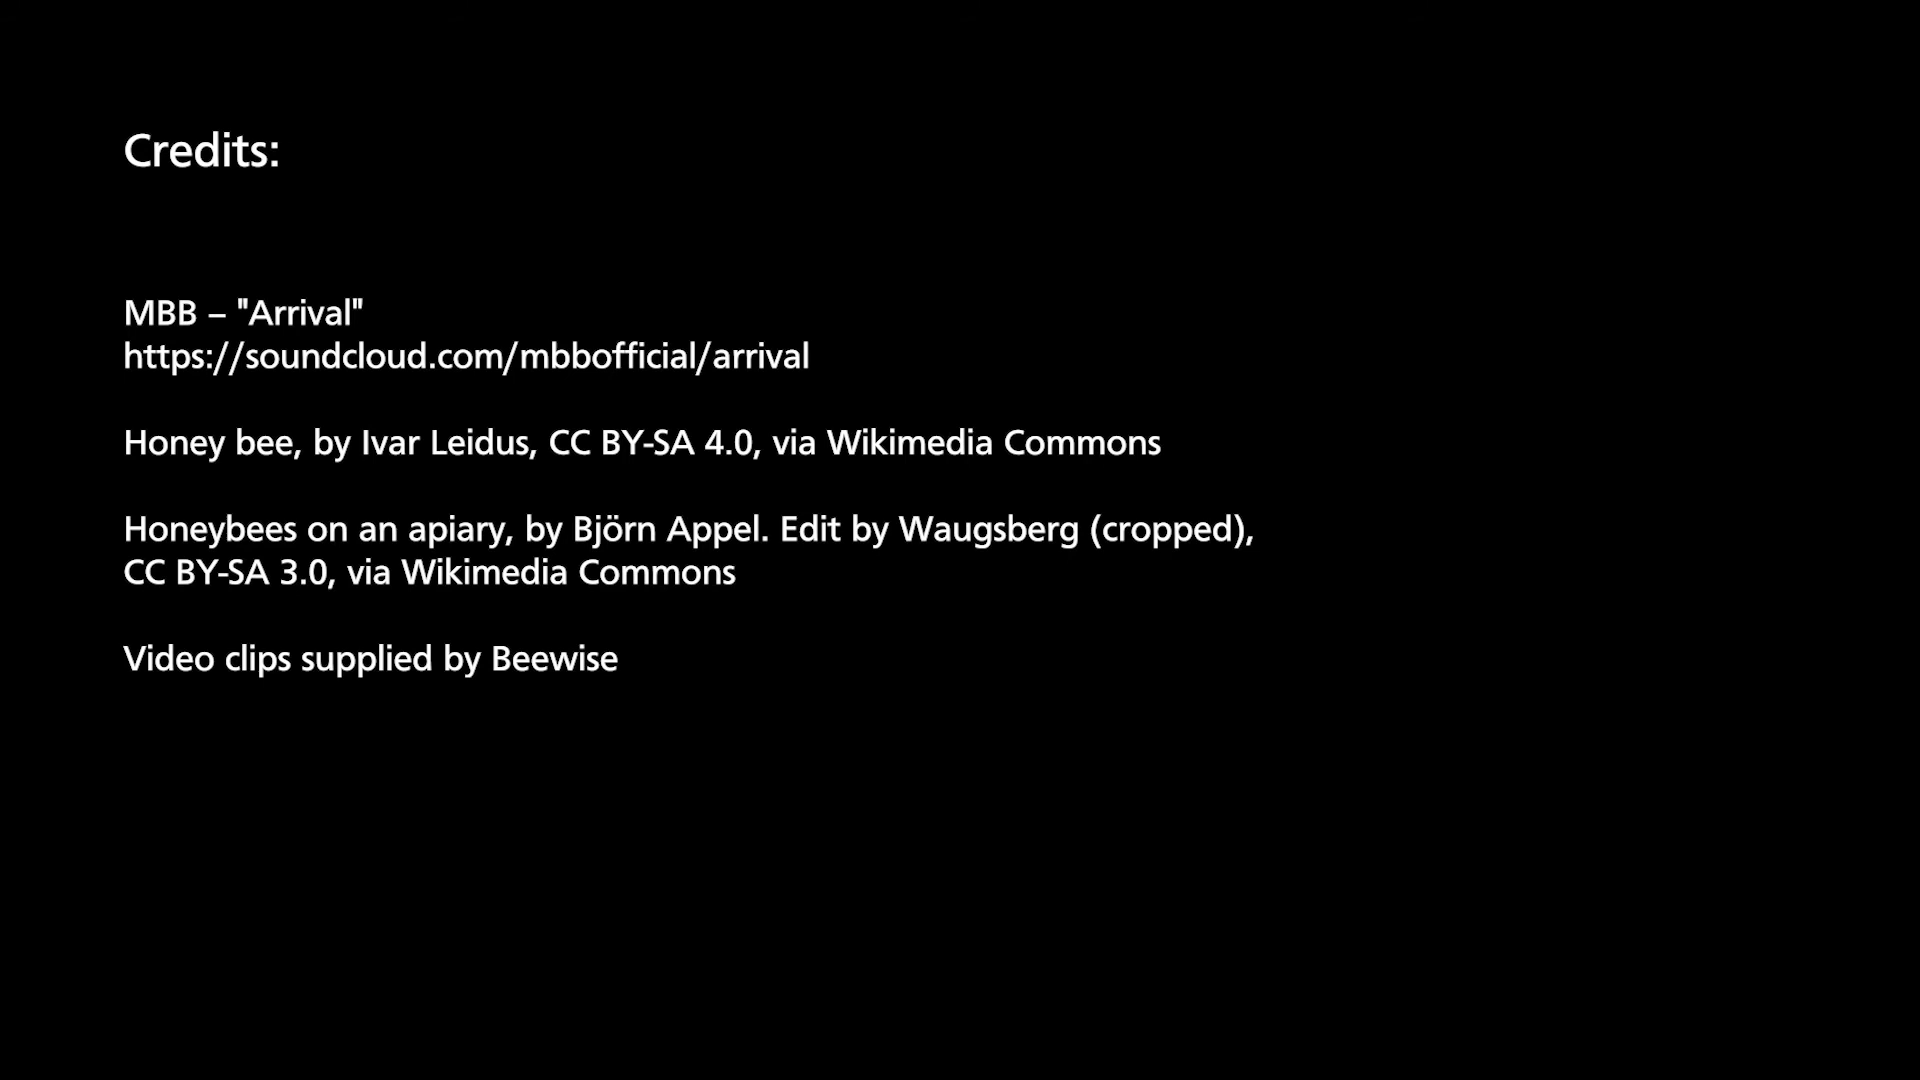 Credits:
MBB – "Arrival"
https://soundcloud.com/mbbofficial/arrival
Honey bee, by Ivar Leidus, CC BY-SA 4.0, via Wikimedia Commons
Honeybees on an apiary, by Björn Appel. Edit by Waugsberg (cropped),
CC BY-SA 3.0, via Wikimedia Commons
Video clips supplied by Beewise